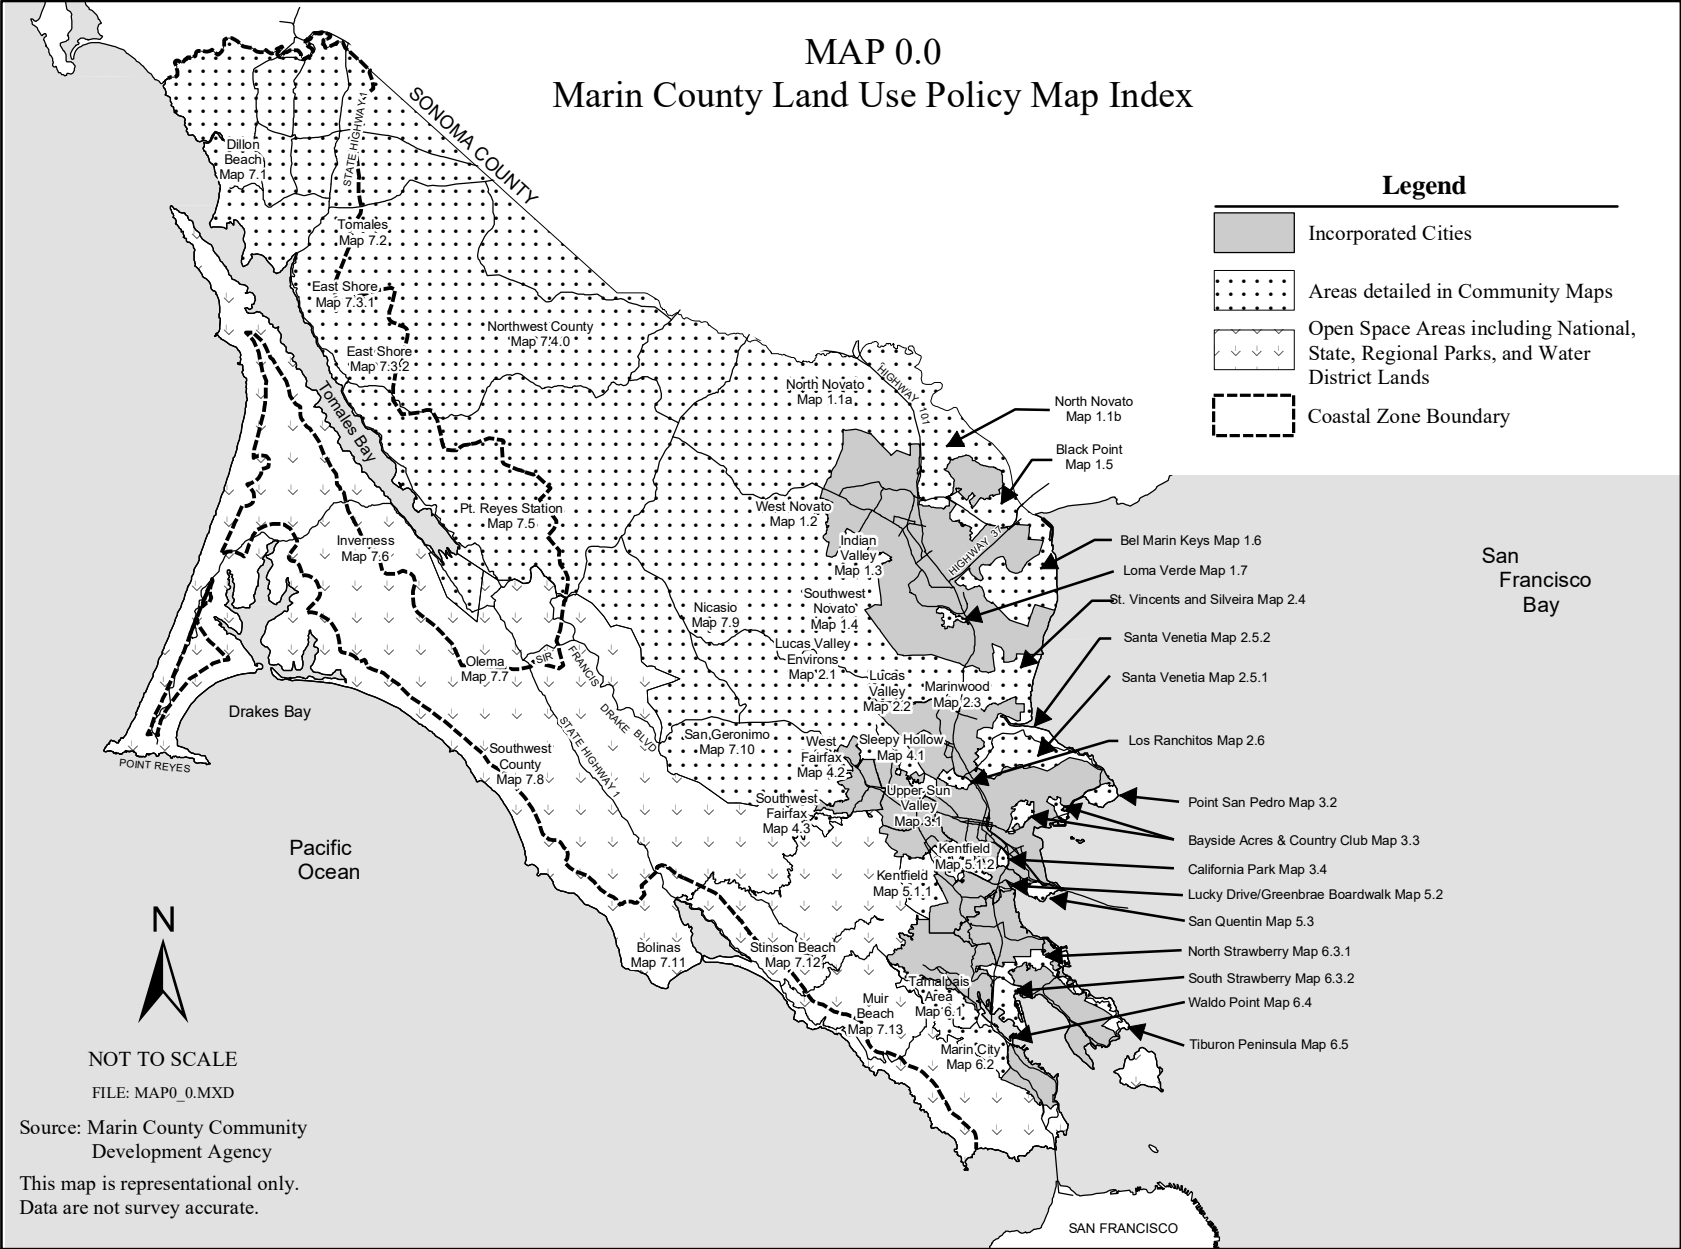 MAP 0.0
Marin County Land Use Policy Map Index
Legend
Incorporated Cities
Areas detailed in Community Maps
Open Space Areas including National,
State, Regional Parks, and Water
District Lands
Coastal Zone Boundary
SONOMA COUNTY
STATE HIGHWAY 1
Dillon
Beach
Map 7.1
Tomales
Map 7.2
East Shore
Map 7.3.1
Northwest County
Map 7.4.0
East Shore
Map 7.3.2
Tomales Bay
North Novato
Map 1.1a
HIGHWAY 101
North Novato
Map 1.1b
Black Point
Map 1.5
Pt. Reyes Station
Map 7.5
West Novato
Map 1.2
Inverness
Map 7.6
Indian
Valley
Map 1.3
HIGHWAY 37
Bel Marin Keys Map 1.6
Loma Verde Map 1.7
St. Vincents and Silveira Map 2.4
Santa Venetia Map 2.5.2
Santa Venetia Map 2.5.1
San
Francisco
Bay
Southwest
Novato
Map 1.4
Nicasio
Map 7.9
Lucas Valley
Environs
Map 2.1
Olema
Map 7.7
SIR
FRANCIS
DRAKE BLVD
Lucas
Valley
Map 2.2
Marinwood
Map 2.3
Drakes Bay
STATE HIGHWAY 1
San Geronimo
Map 7.10
West
Fairfax
Map 4.2
Sleepy Hollow
Map 4.1
Los Ranchitos Map 2.6
Southwest
County
Map 7.8
POINT REYES
Upper Sun
Valley
Map 3.1
Southwest
Fairfax
Map 4.3
Point San Pedro Map 3.2
Bayside Acres & Country Club Map 3.3
Pacific
Ocean
Kentfield
Map 5.1.2
Kentfield
Map 5.1.1
California Park Map 3.4
Lucky Drive/Greenbrae Boardwalk Map 5.2
San Quentin Map 5.3
Bolinas
Map 7.11
Stinson Beach
Map 7.12
North Strawberry Map 6.3.1
South Strawberry Map 6.3.2
Waldo Point Map 6.4
Tiburon Peninsula Map 6.5
Tamalpais
Area
Map 6.1
Muir
Beach
Map 7.13
Marin City
Map 6.2
N
NOT TO SCALE
FILE: MAP0_0.MXD
Source: Marin County Community
Development Agency
This map is representational only.
Data are not survey accurate.
SAN FRANCISCO